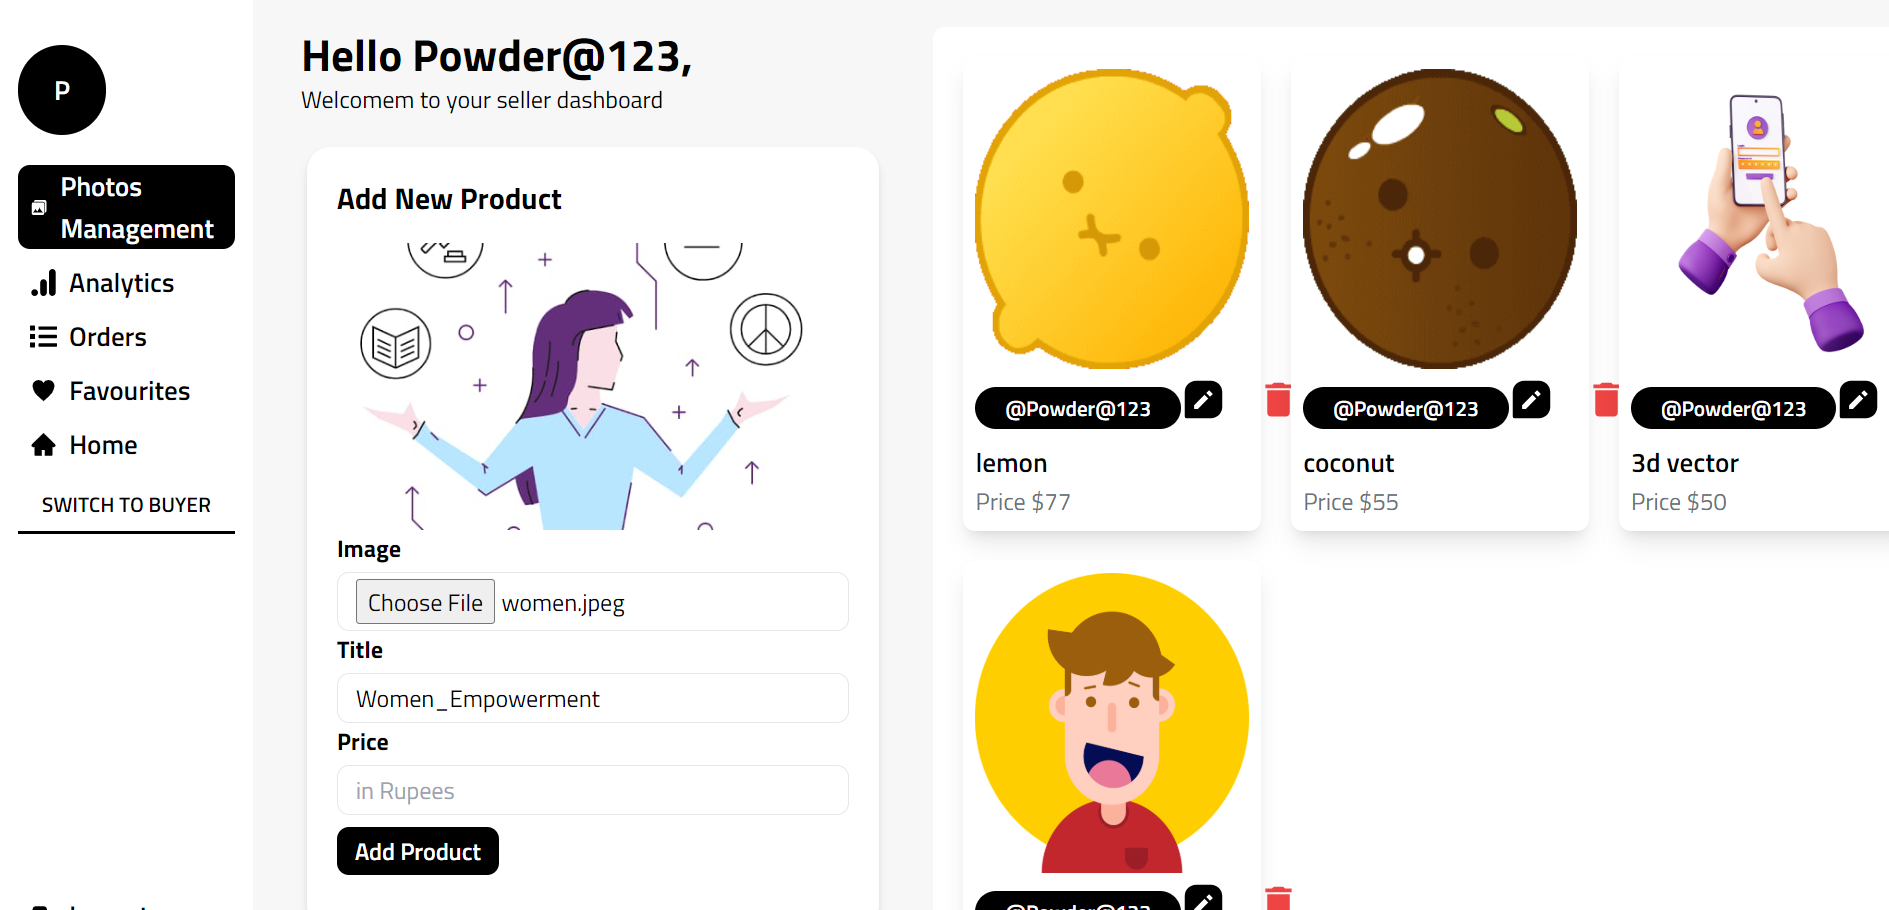 P
Photos
Management
Analytics
Orders
Favourites
Home
SWITCH TO BUYER
Hello Powder@123,
Welcomem to your seller dashboard
Add New Product
Image
Choose File women.jpeg
Title
Women_Empowerment
Price
in Rupees
Add Product
@Powder@123
lemon
Price $77
@Powder@123
coconut
Price $55
@Powder@123
3d vector
Price $50
@Powder@123